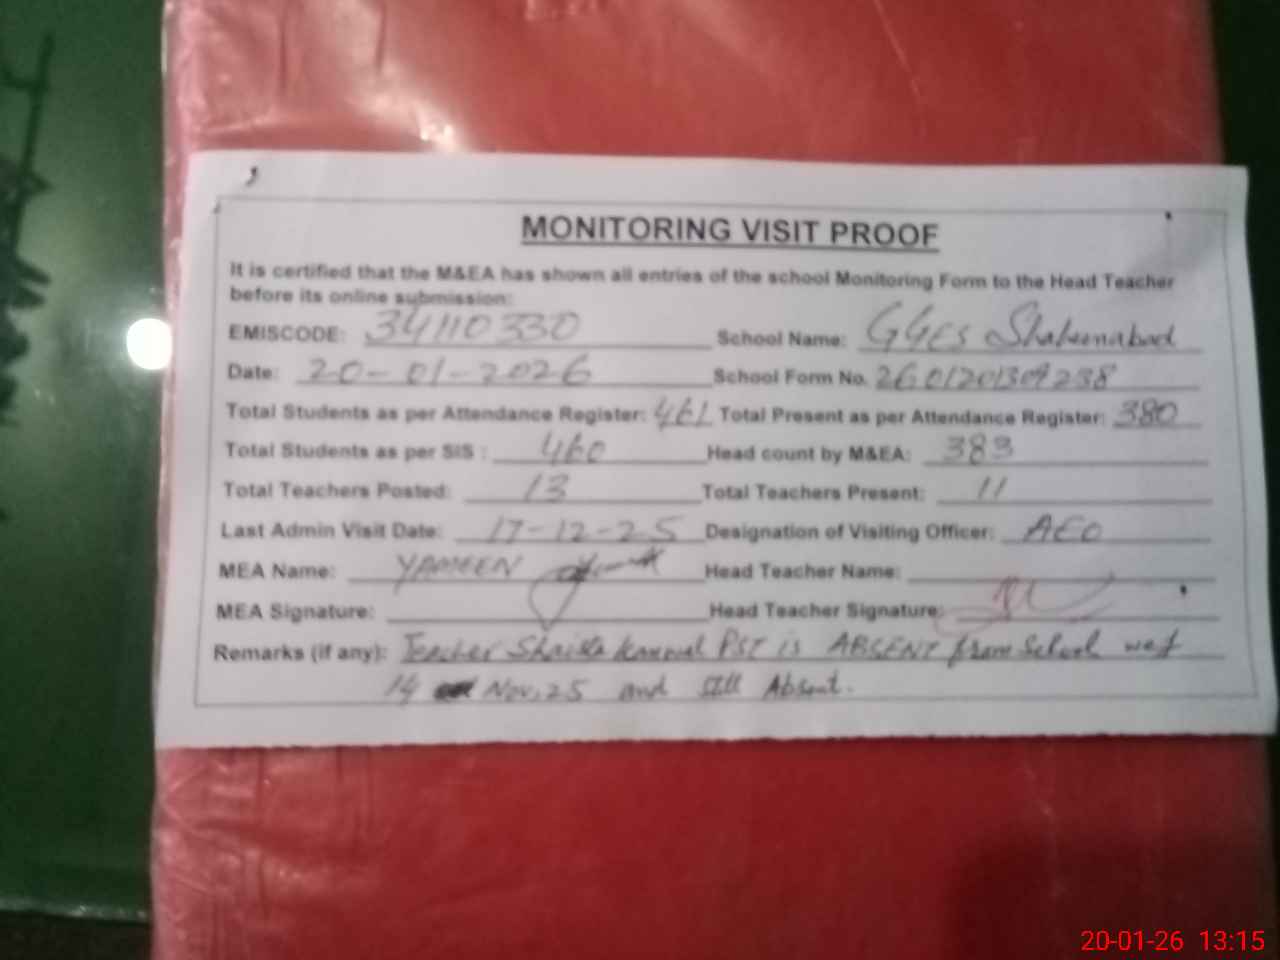 MONITORING VISIT PROOF
It is certified that the M&EA has shown all entries of the school Monitoring Form to the Head Teacher
before its online submission:
EMISCODE: 34110330 School Name: GGES Shaheenabad
Date: 20-01-2026 School Form No. 2601201309238
Total Students as per Attendance Register: 461 Total Present as per Attendance Register: 380
Total Students as per SIS : 460 Head count by M&EA: 383
Total Teachers Posted: 13 Total Teachers Present: 11
Last Admin Visit Date: 17-12-25 Designation of Visiting Officer: AEO
MEA Name: YAMEEN Head Teacher Name:
MEA Signature: Head Teacher Signature:
Remarks (if any): Teacher Shaista kanwal PST is ABSENT from School wef
14 Nov,25 and still Absent.
20-01-26 13:15